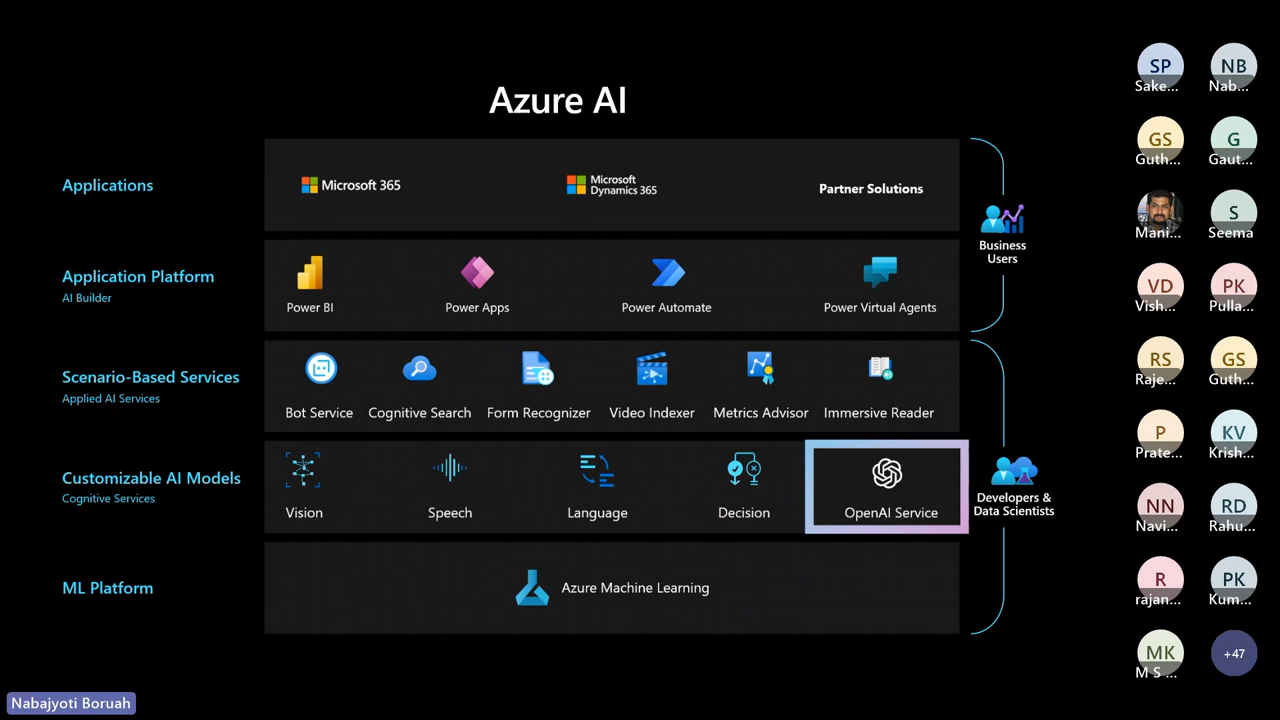 Azure AI
Applications
Microsoft 365
Microsoft
Dynamics 365
Partner Solutions
Application Platform
AI Builder
Power BI
Power Apps
Power Automate
Power Virtual Agents
Business
Users
Scenario-Based Services
Applied AI Services
Bot Service
Cognitive Search
Form Recognizer
Video Indexer
Metrics Advisor
Immersive Reader
Customizable AI Models
Cognitive Services
Vision
Speech
Language
Decision
OpenAI Service
Developers &
Data Scientists
ML Platform
Azure Machine Learning
SP
Sake...
NB
Nab...
GS
Guth...
G
Gaut...
Mani...
S
Seema
VD
Vish...
PK
Pulla...
RS
Raje...
GS
Guth...
P
Prate...
KV
Krish...
NN
Navi...
RD
Rahu...
R
rajan...
PK
Kum...
MK
M S ...
+47
Nabajyoti Boruah